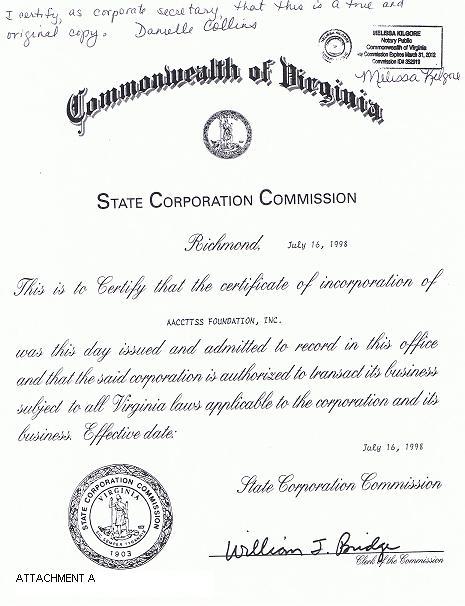 I certify, as corporate secretary, that this is a true and
original copy. Danielle Collins
MELISSA KILGORE
Notary Public
Commonwealth of Virginia
Commission Expires March 31, 2012
Commission ID# 352919
Melissa Kilgore
Commonwealth of Virginia
STATE CORPORATION COMMISSION
Richmond, July 16, 1998
This is to Certify that the certificate of incorporation of
AACCTTSS FOUNDATION, INC.
was this day issued and admitted to record in this office
and that the said corporation is authorized to transact its business
subject to all Virginia laws applicable to the corporation and its
business. Effective date:
July 16, 1998
STATE CORPORATION COMMISSION
VIRGINIA
1903
State Corporation Commission
William J. Bridge
Clerk of the Commission
ATTACHMENT A